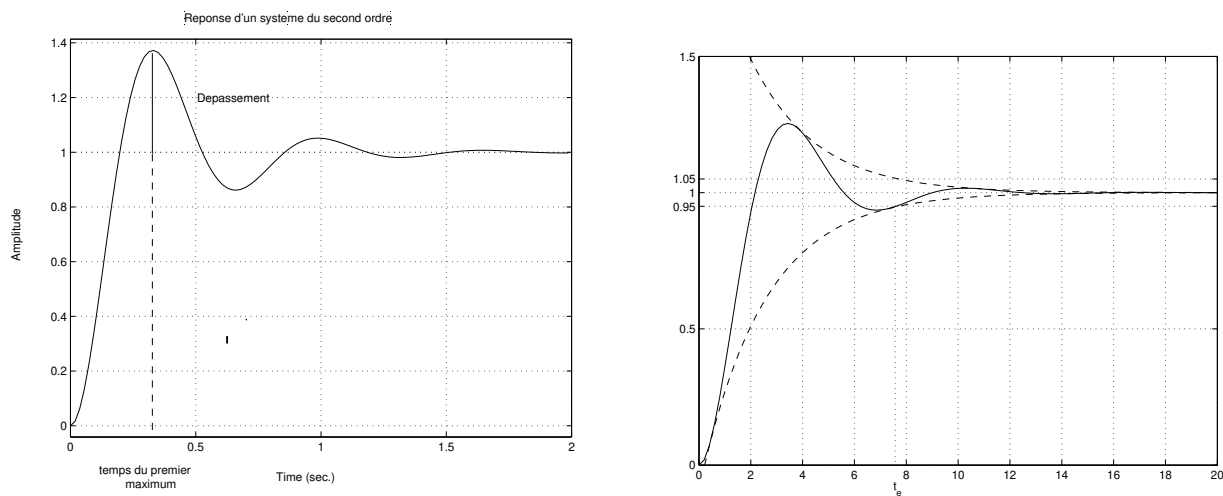 Reponse d'un systeme du second ordre
1.4
1.2
1
0.8
0.6
0.4
0.2
0
Amplitude
Depassement
0 0.5 1 1.5 2
temps du premier
maximum
Time (sec.)
1.5
1.05
1
0.95
0.5
0
0 2 4 6 8 10 12 14 16 18 20
t_e